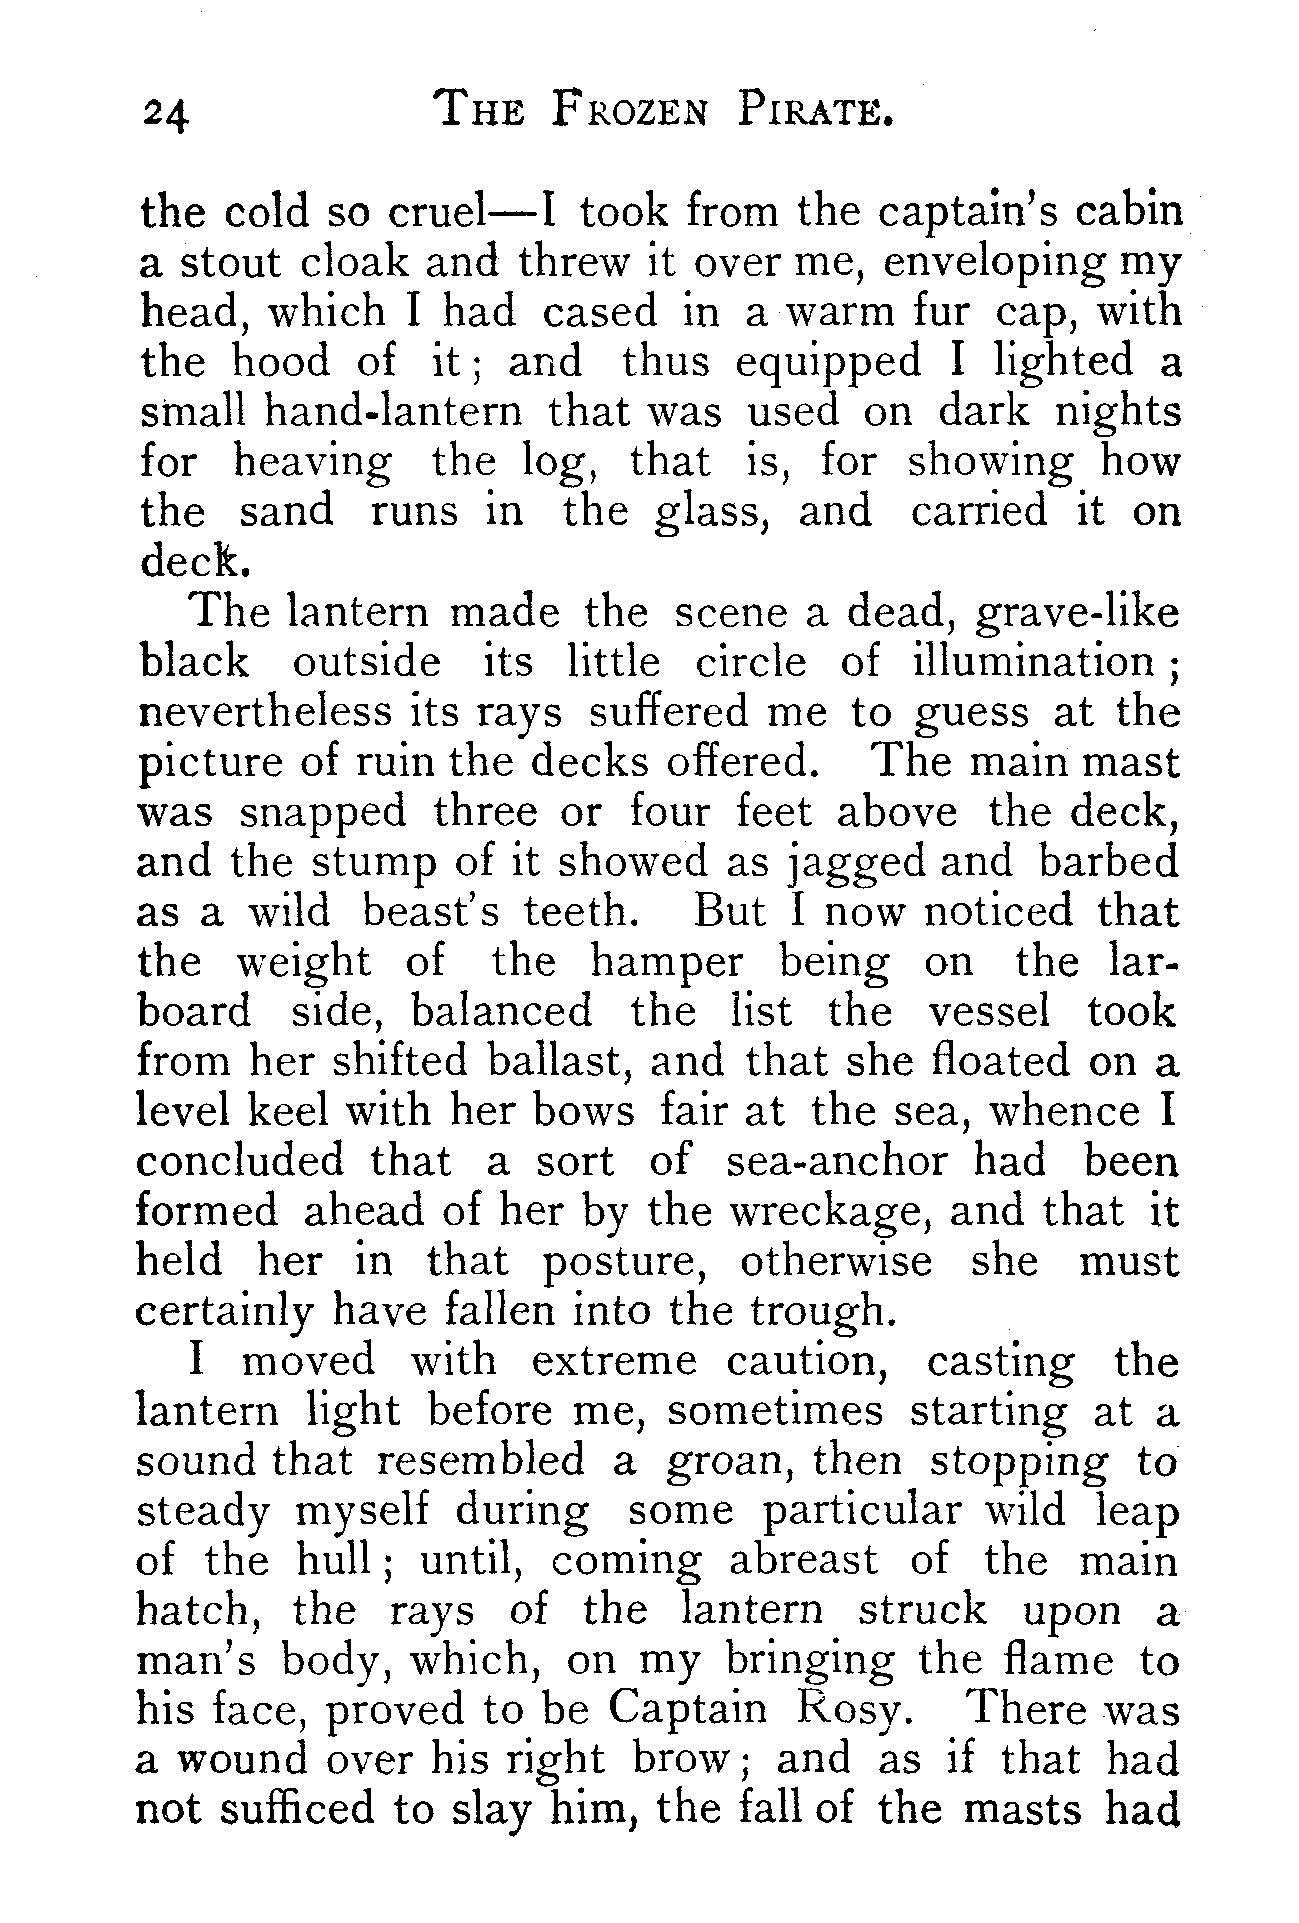 24 The Frozen Pirate.
the cold so cruel—I took from the captain's cabin
a stout cloak and threw it over me, enveloping my
head, which I had cased in a warm fur cap, with
the hood of it; and thus equipped I lighted a
small hand-lantern that was used on dark nights
for heaving the log, that is, for showing how
the sand runs in the glass, and carried it on
deck.
The lantern made the scene a dead, grave-like
black outside its little circle of illumination;
nevertheless its rays suffered me to guess at the
picture of ruin the decks offered. The main mast
was snapped three or four feet above the deck,
and the stump of it showed as jagged and barbed
as a wild beast's teeth. But I now noticed that
the weight of the hamper being on the lar-
board side, balanced the list the vessel took
from her shifted ballast, and that she floated on a
level keel with her bows fair at the sea, whence I
concluded that a sort of sea-anchor had been
formed ahead of her by the wreckage, and that it
held her in that posture, otherwise she must
certainly have fallen into the trough.
I moved with extreme caution, casting the
lantern light before me, sometimes starting at a
sound that resembled a groan, then stopping to
steady myself during some particular wild leap
of the hull; until, coming abreast of the main
hatch, the rays of the lantern struck upon a
man's body, which, on my bringing the flame to
his face, proved to be Captain Rosy. There was
a wound over his right brow; and as if that had
not sufficed to slay him, the fall of the masts had